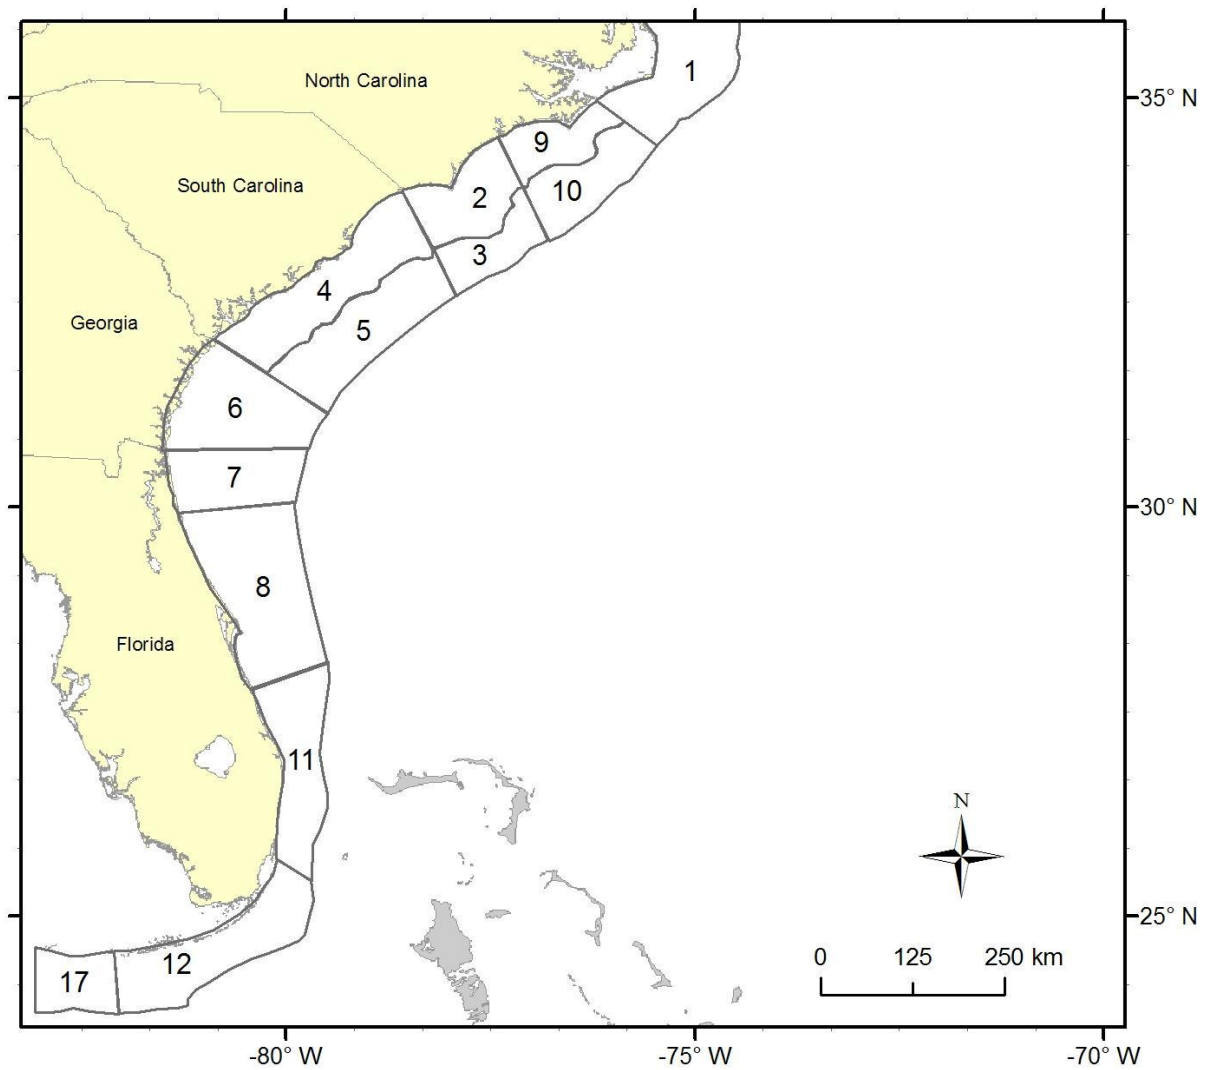 1
North Carolina
35° N
9
South Carolina
10
2
3
4
Georgia
5
6
7
30° N
8
Florida
11
N
25° N
12
0 125 250 km
17
-80° W -75° W -70° W